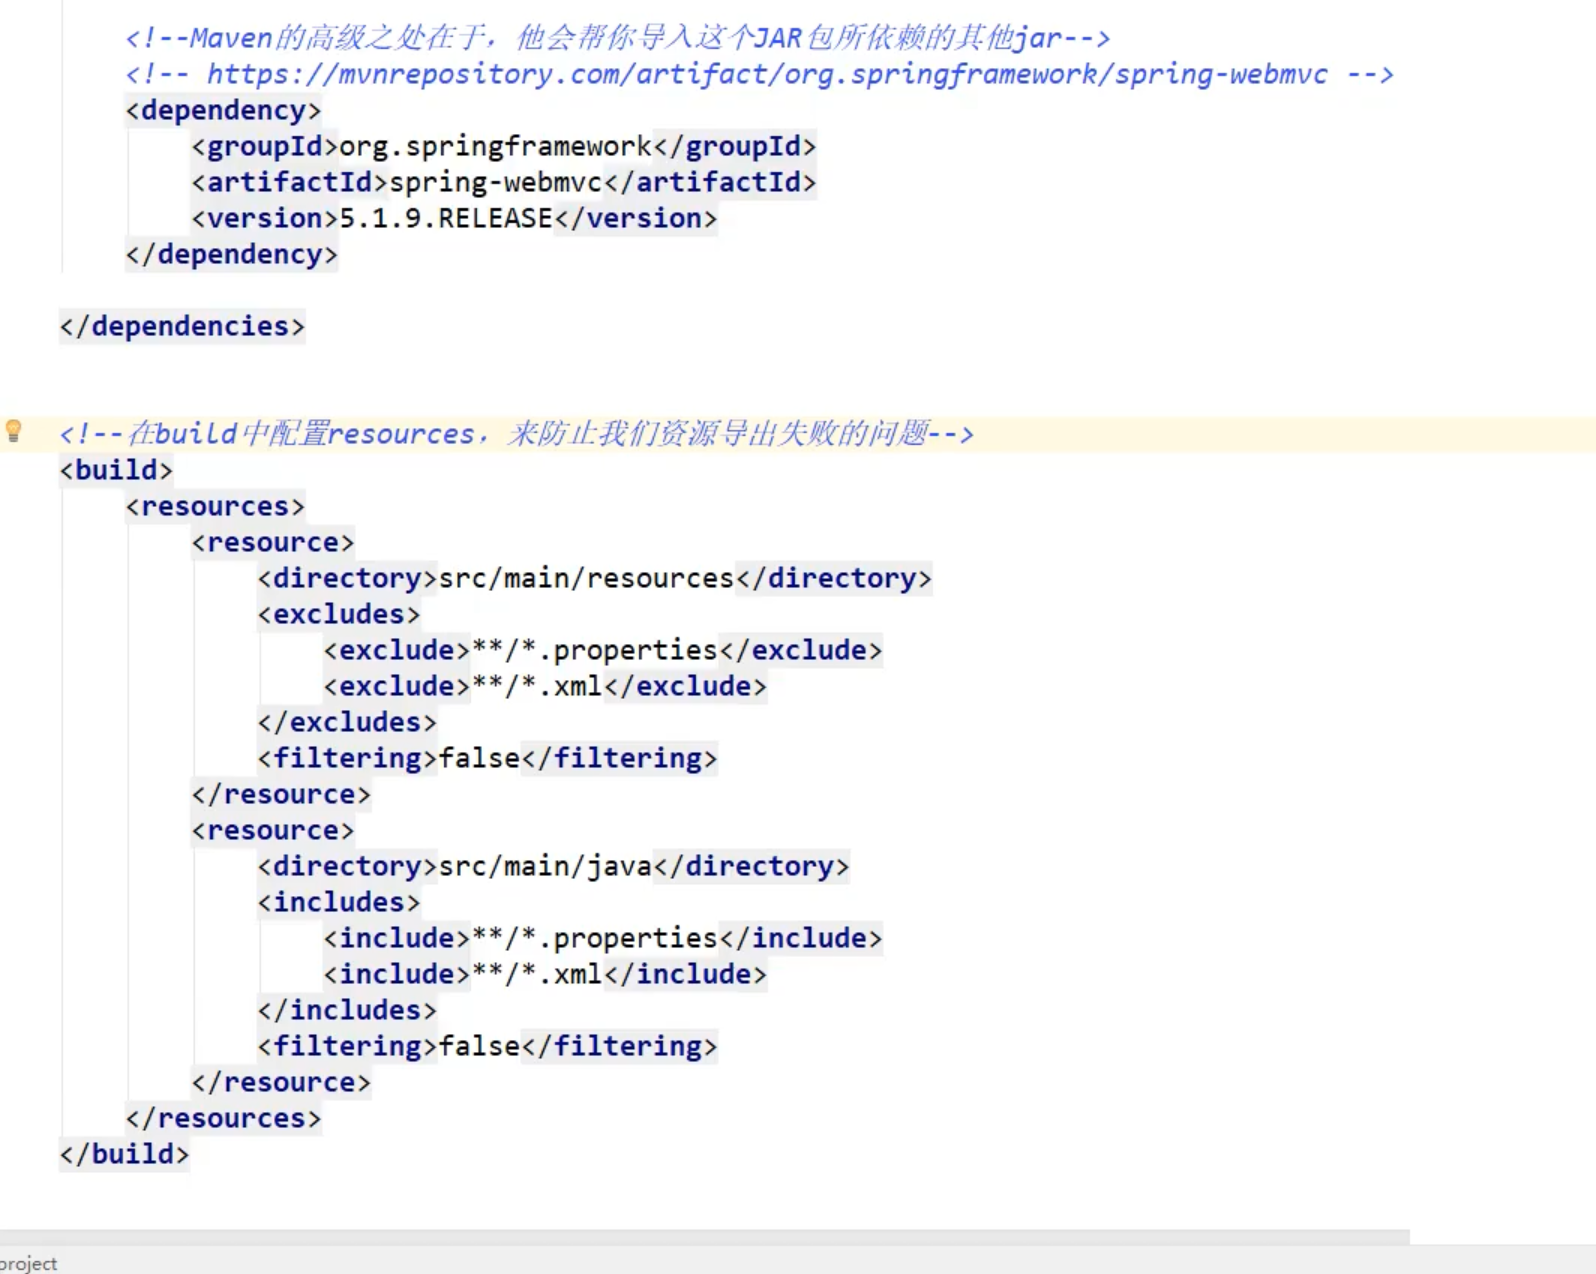 <!--Maven的高级之处在于，他会帮你导入这个JAR包所依赖的其他jar-->
<!-- https://mvnrepository.com/artifact/org.springframework/spring-webmvc -->
<dependency>
<groupId>org.springframework</groupId>
<artifactId>spring-webmvc</artifactId>
<version>5.1.9.RELEASE</version>
</dependency>
</dependencies>
<!--在build中配置resources，来防止我们资源导出失败的问题-->
<build>
<resources>
<resource>
<directory>src/main/resources</directory>
<excludes>
<exclude>**/*.properties</exclude>
<exclude>**/*.xml</exclude>
</excludes>
<filtering>false</filtering>
</resource>
<resource>
<directory>src/main/java</directory>
<includes>
<include>**/*.properties</include>
<include>**/*.xml</include>
</includes>
<filtering>false</filtering>
</resource>
</resources>
</build>
project